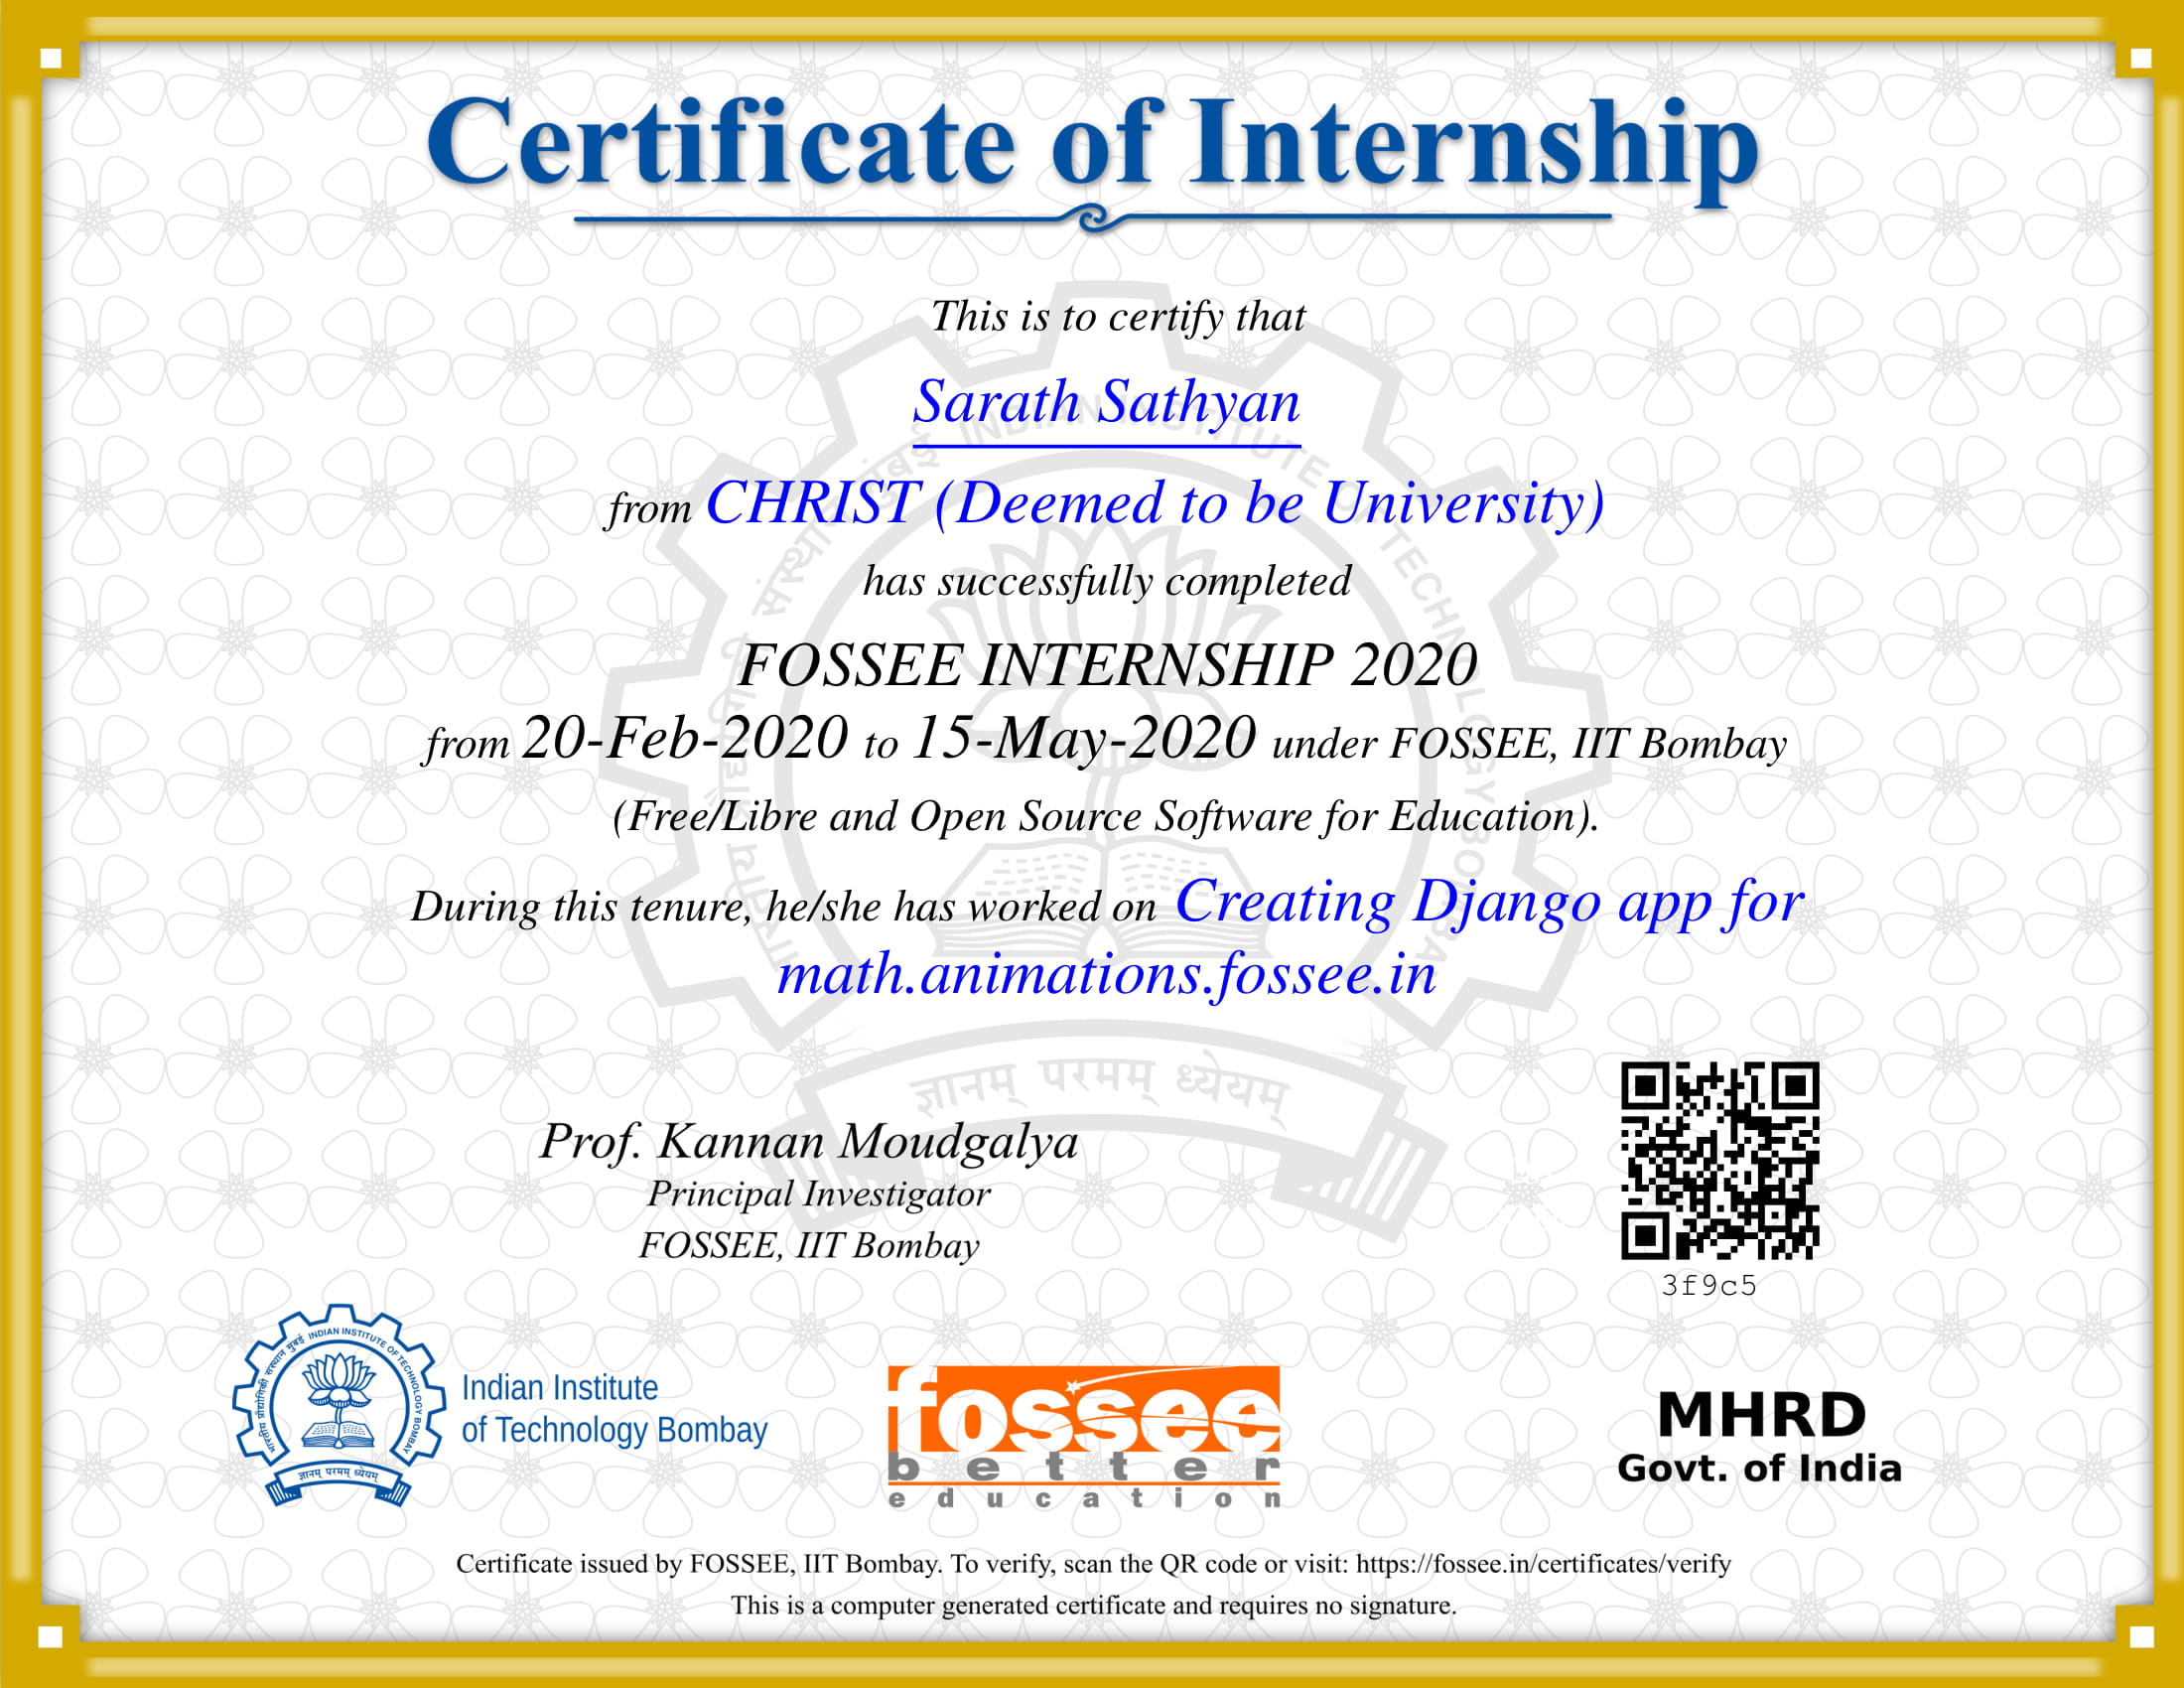 Certificate of Internship
This is to certify that
Sarath Sathyan
from CHRIST (Deemed to be University)
has successfully completed
FOSSEE INTERNSHIP 2020
from 20-Feb-2020 to 15-May-2020 under FOSSEE, IIT Bombay
(Free/Libre and Open Source Software for Education).
During this tenure, he/she has worked on Creating Django app for
math.animations.fossee.in
ज्ञानम् परमम् ध्येयम्
Prof. Kannan Moudgalya
Principal Investigator
FOSSEE, IIT Bombay
3f9c5
भारतीय प्रौद्योगिकी संस्थान मुंबई INDIAN INSTITUTE OF TECHNOLOGY BOMBAY
ज्ञानम् परमम् ध्येयम्
Indian Institute
of Technology Bombay
fossee
better
education
MHRD
Govt. of India
Certificate issued by FOSSEE, IIT Bombay. To verify, scan the QR code or visit: https://fossee.in/certificates/verify
This is a computer generated certificate and requires no signature.